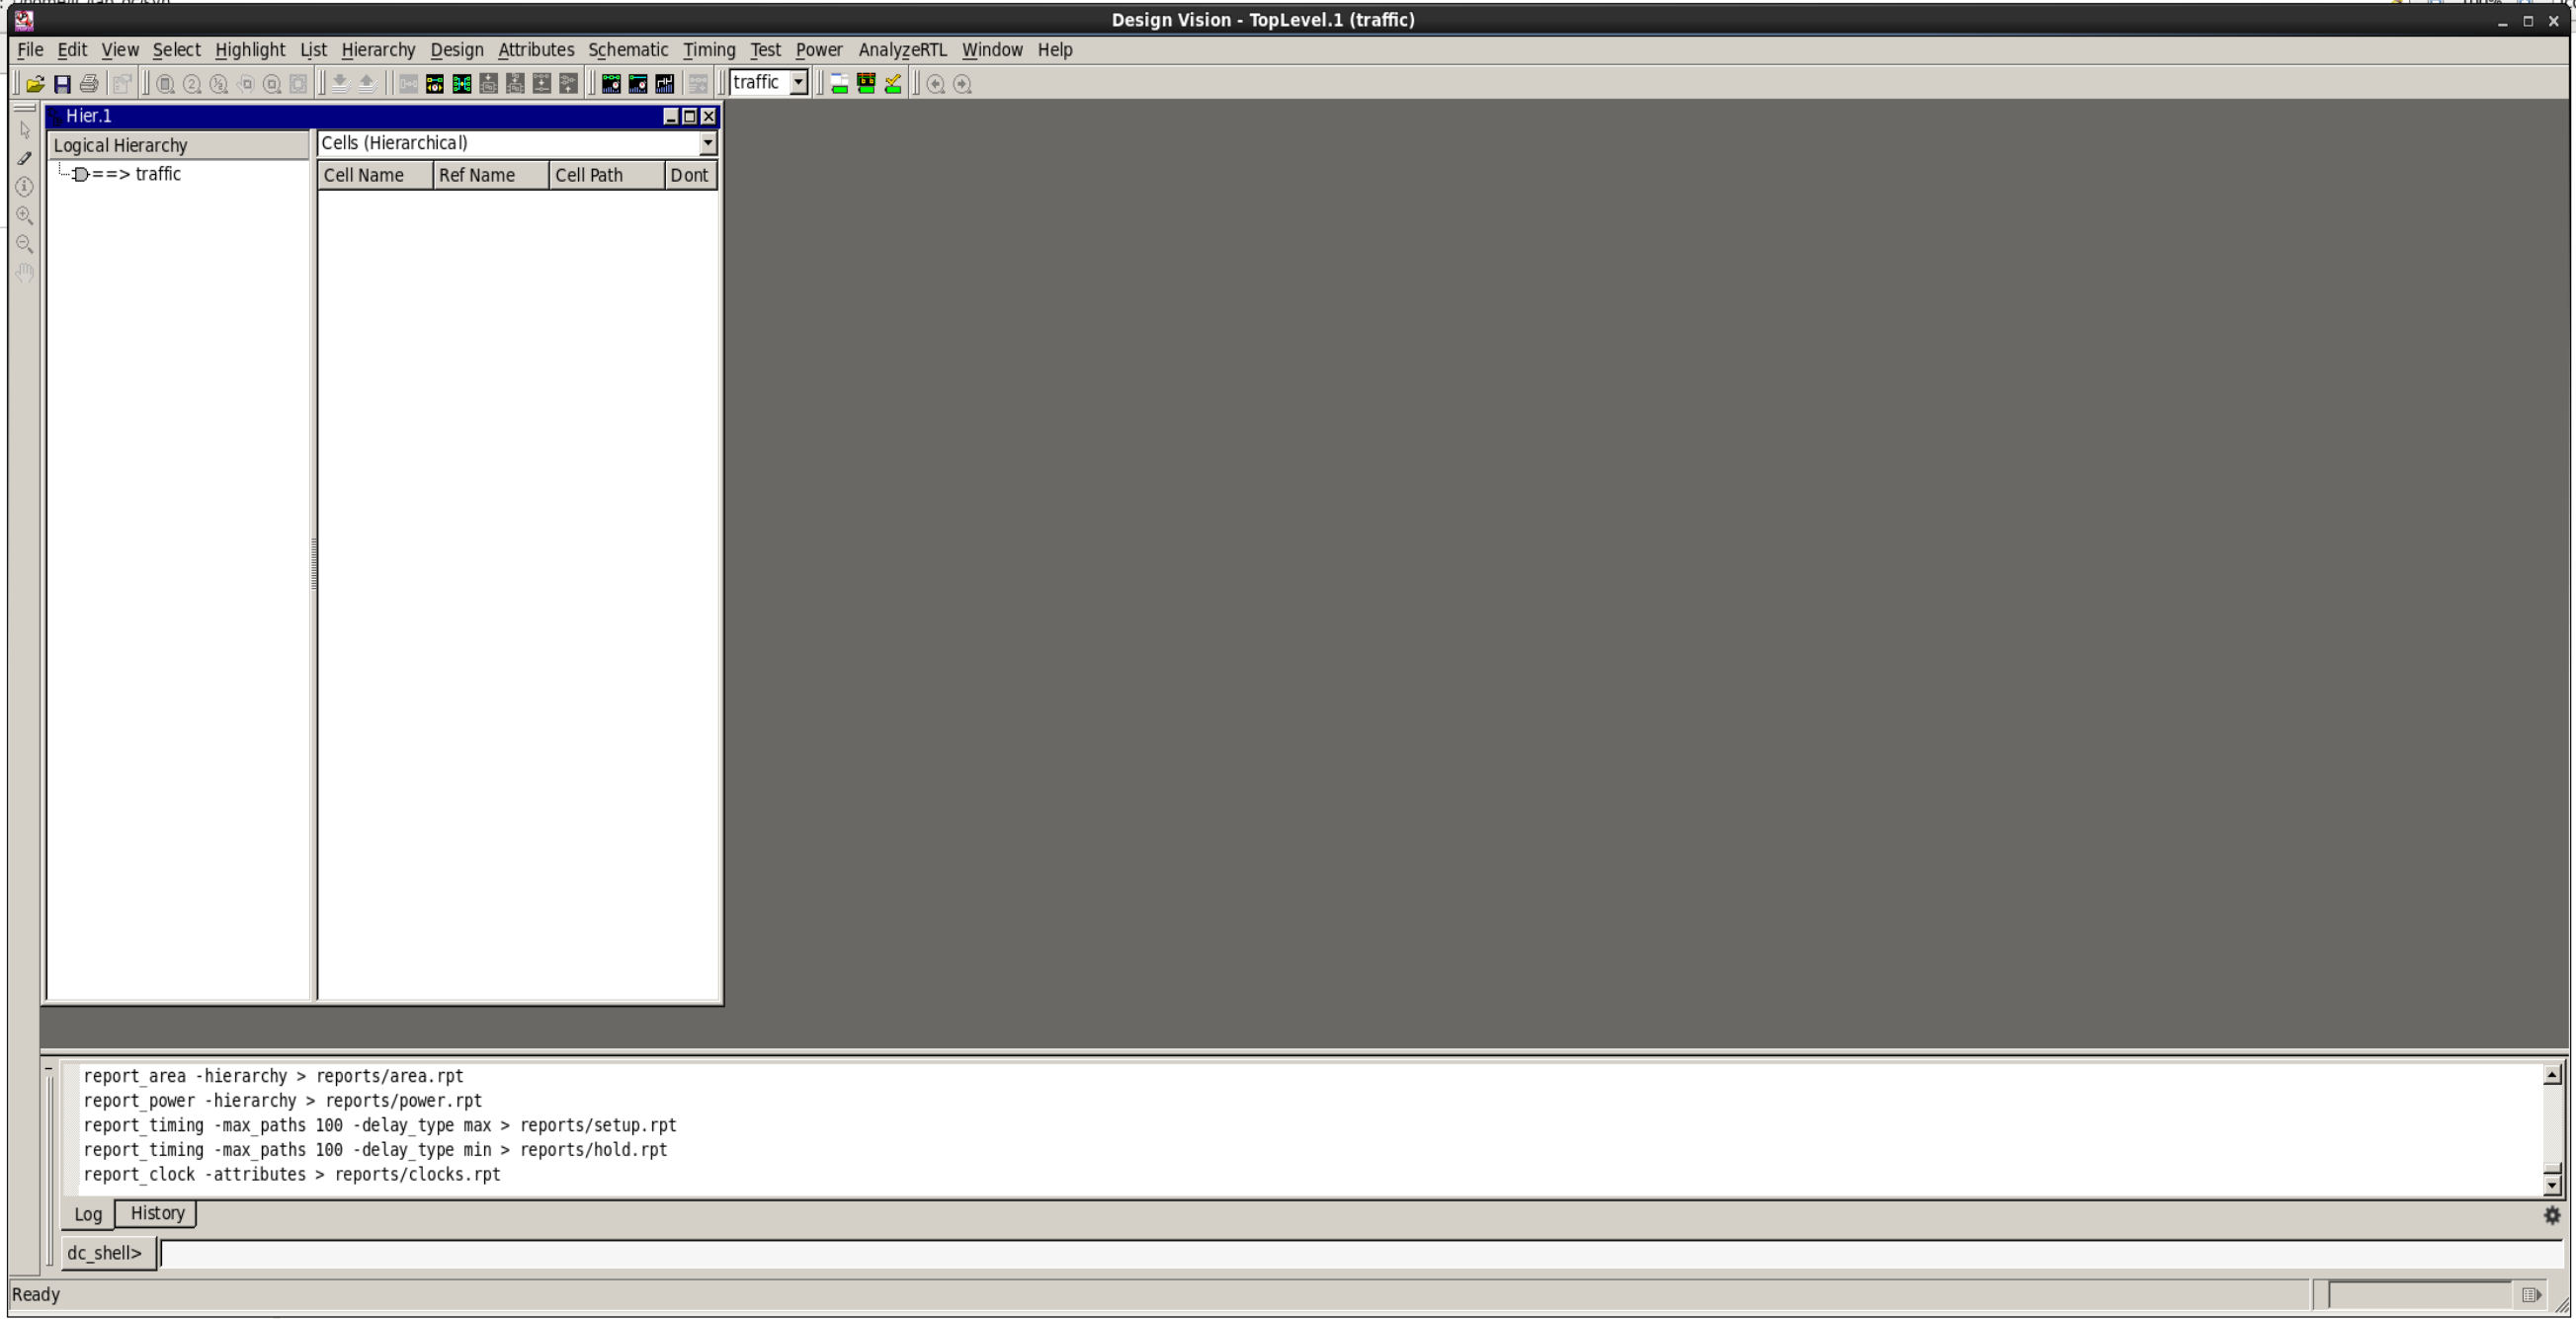 Design Vision - TopLevel.1 (traffic)
File Edit View Select Highlight List Hierarchy Design Attributes Schematic Timing Test Power AnalyzeRTL Window Help
traffic
Hier.1
Logical Hierarchy
==> traffic
Cells (Hierarchical)
Cell Name Ref Name Cell Path Dont
report_area -hierarchy > reports/area.rpt
report_power -hierarchy > reports/power.rpt
report_timing -max_paths 100 -delay_type max > reports/setup.rpt
report_timing -max_paths 100 -delay_type min > reports/hold.rpt
report_clock -attributes > reports/clocks.rpt
Log History
dc_shell>
Ready